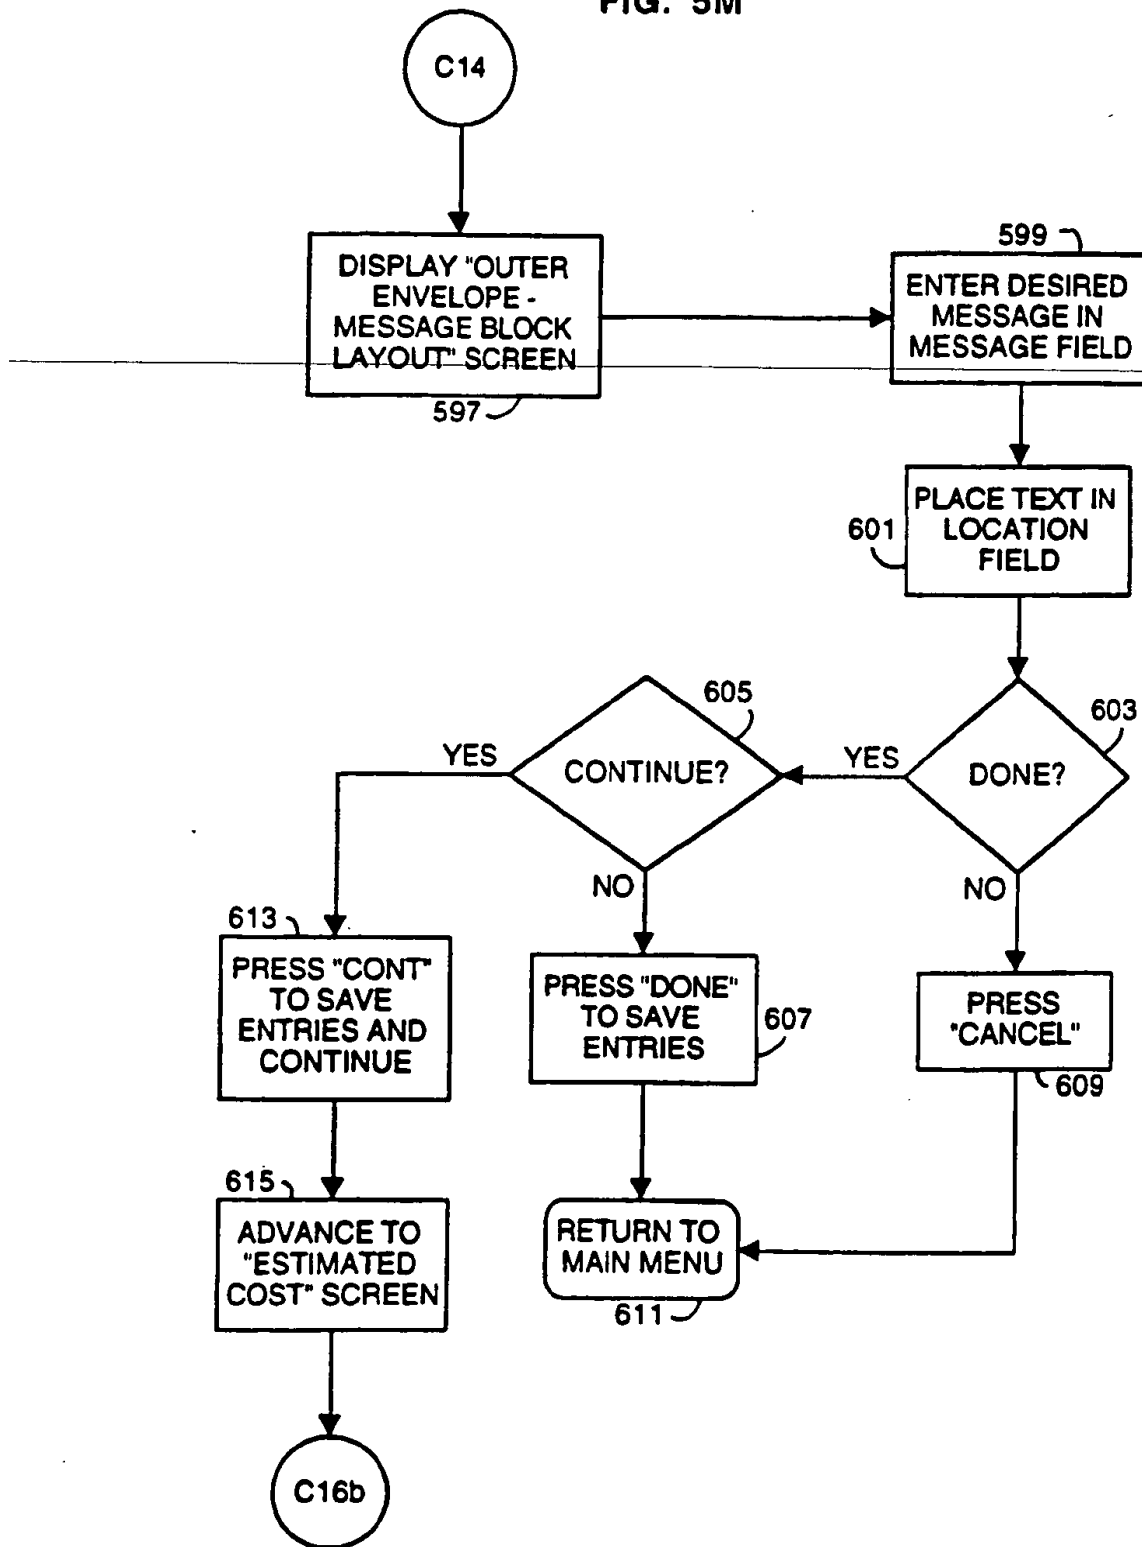 FIG. 5M
C14
DISPLAY "OUTER
ENVELOPE -
MESSAGE BLOCK
LAYOUT" SCREEN
597
599
ENTER DESIRED
MESSAGE IN
MESSAGE FIELD
601
PLACE TEXT IN
LOCATION
FIELD
603
DONE?
YES
NO
605
CONTINUE?
YES
NO
613
PRESS "CONT"
TO SAVE
ENTRIES AND
CONTINUE
PRESS "DONE"
TO SAVE
ENTRIES
607
PRESS
"CANCEL"
609
615
ADVANCE TO
"ESTIMATED
COST" SCREEN
RETURN TO
MAIN MENU
611
C16b